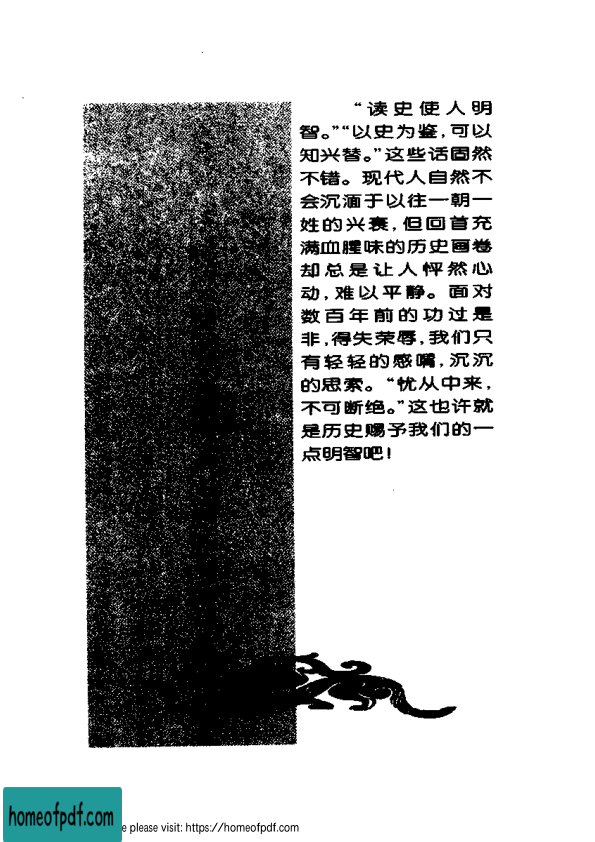 “读史使人明
智。”“以史为鉴，可以
知兴替。”这些话固然
不错。现代人自然不
会沉湎于以往一朝一
姓的兴衰，但回首充
满血腥味的历史画卷
却总是让人怦然心
动，难以平静。面对
数百年前的功过是
非，得失荣辱，我们只
有轻轻的感嘴，沉沉
的思索。“忧从中来，
不可断绝。”这也许就
是历史赐予我们的一
点明智吧！
homeofpdf.com
e please visit: https://homeofpdf.com